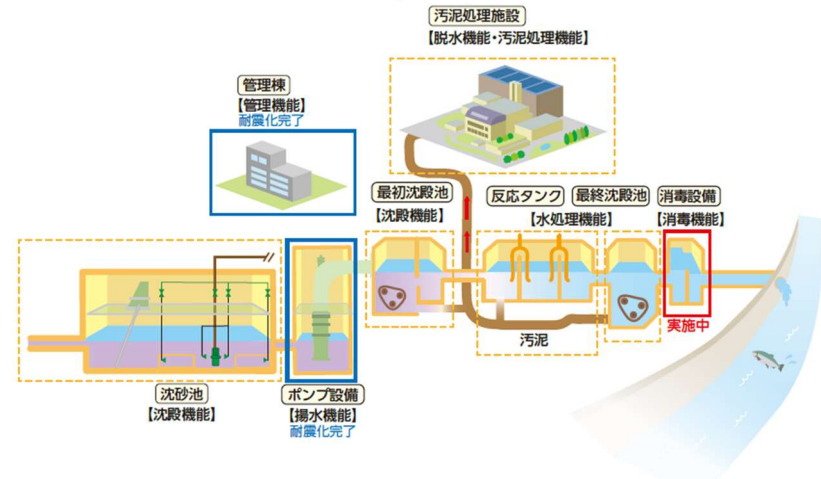 汚泥処理施設
【脱水機能・汚泥処理機能】
管理棟
【管理機能】
耐震化完了
最初沈殿池
【沈殿機能】
反応タンク
最終沈殿池
【水処理機能】
消毒設備
【消毒機能】
実施中
汚泥
沈砂池
【沈殿機能】
ポンプ設備
【揚水機能】
耐震化完了